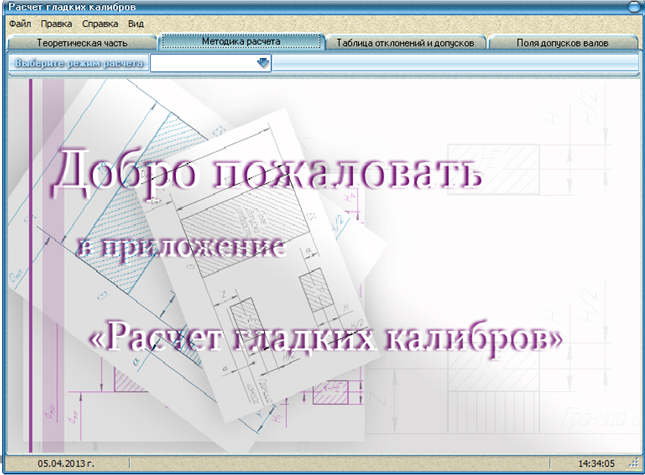 Расчет гладких калибров
Файл Правка Справка Вид
Теоретическая часть Методика расчета Таблица отклонений и допусков Поля допусков валов
Выберите режим расчета
Добро пожаловать
в приложение
«Расчет гладких калибров»
05.04.2013 г. 14:34:05